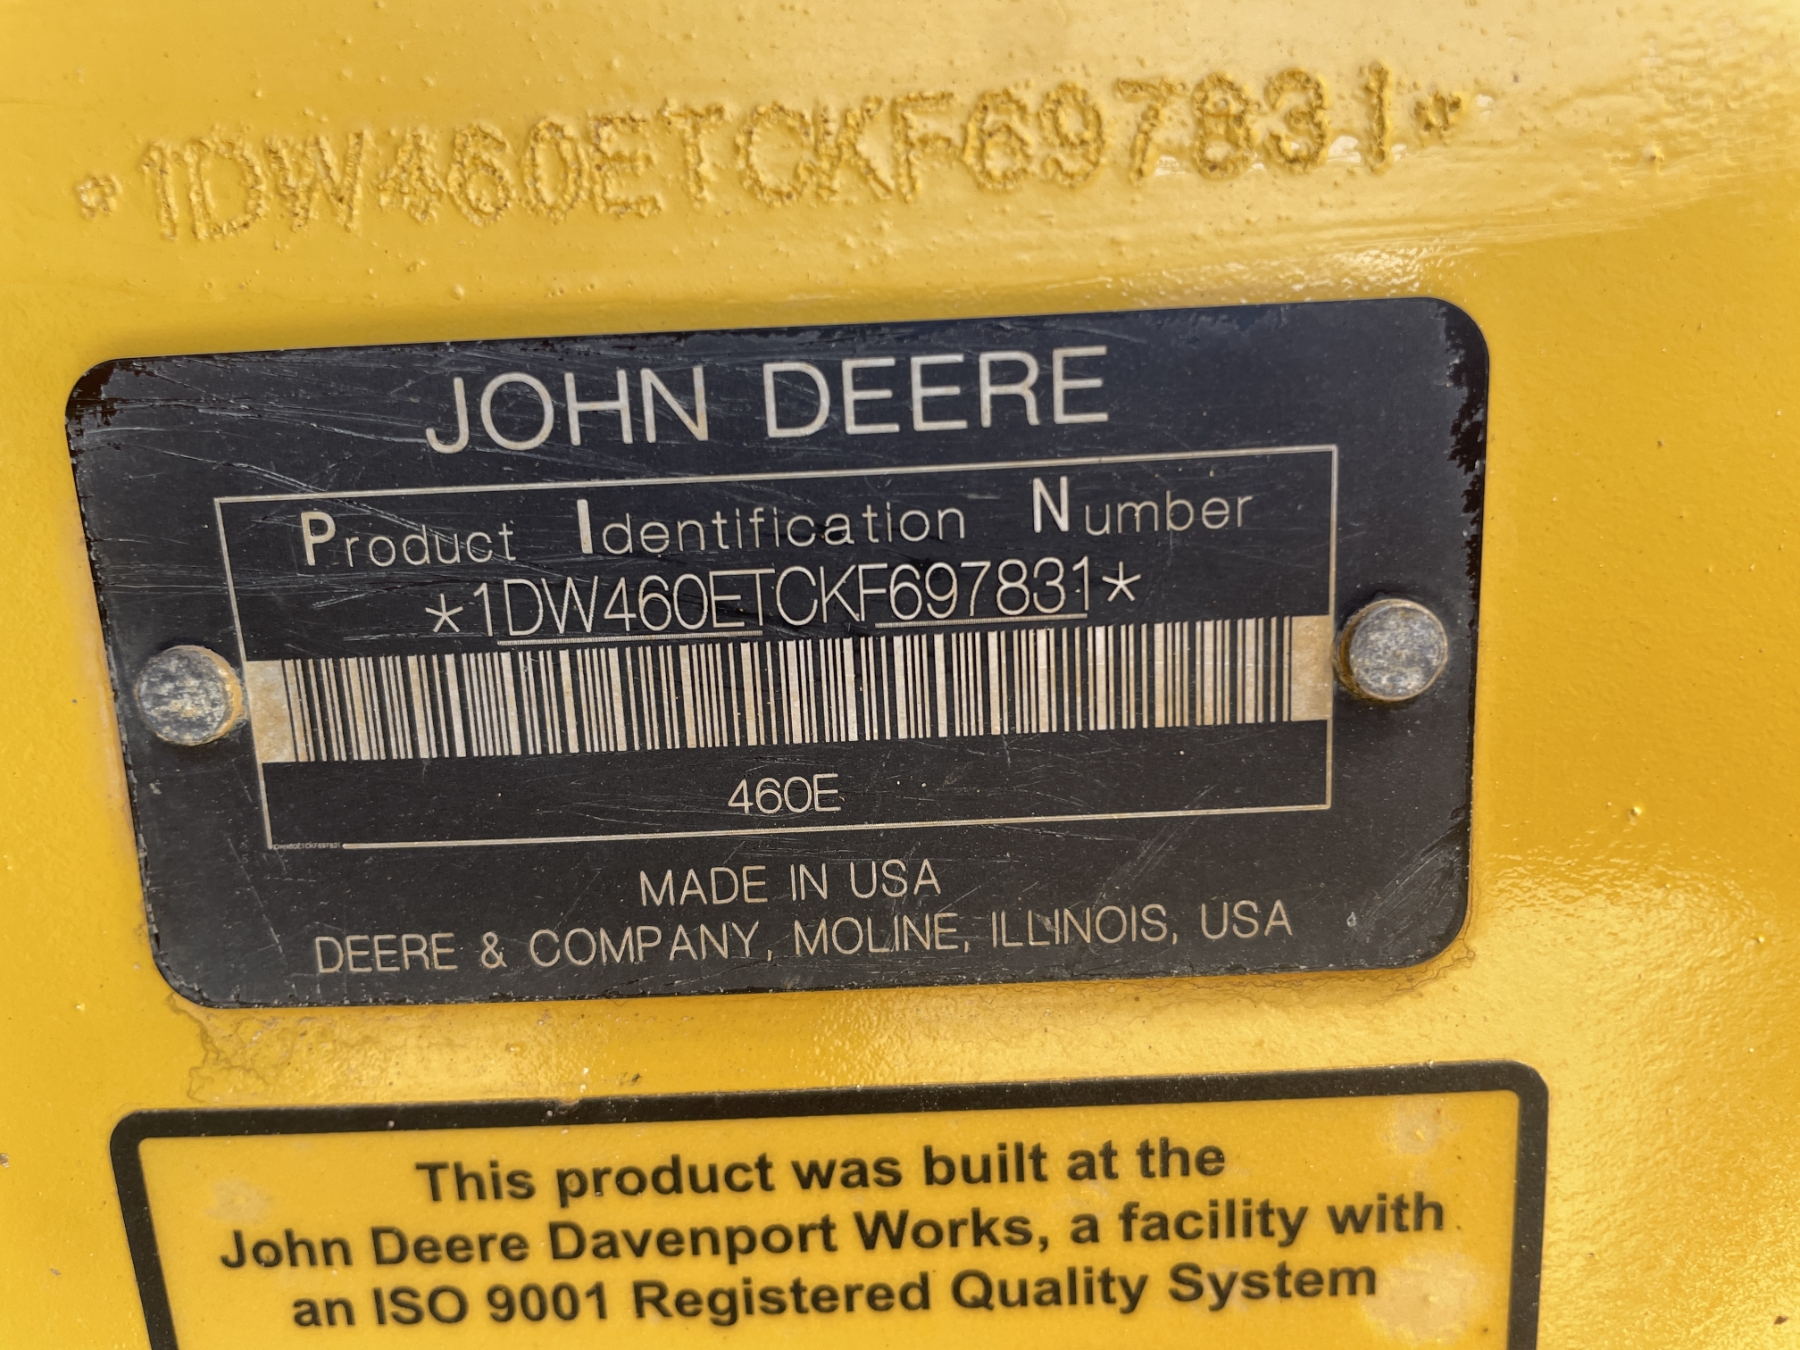 *1DW460ETCKF697831*
JOHN DEERE
Product Identification Number
*1DW460ETCKF697831*
460E
MADE IN USA
DEERE & COMPANY, MOLINE, ILLINOIS, USA
This product was built at the
John Deere Davenport Works, a facility with
an ISO 9001 Registered Quality System